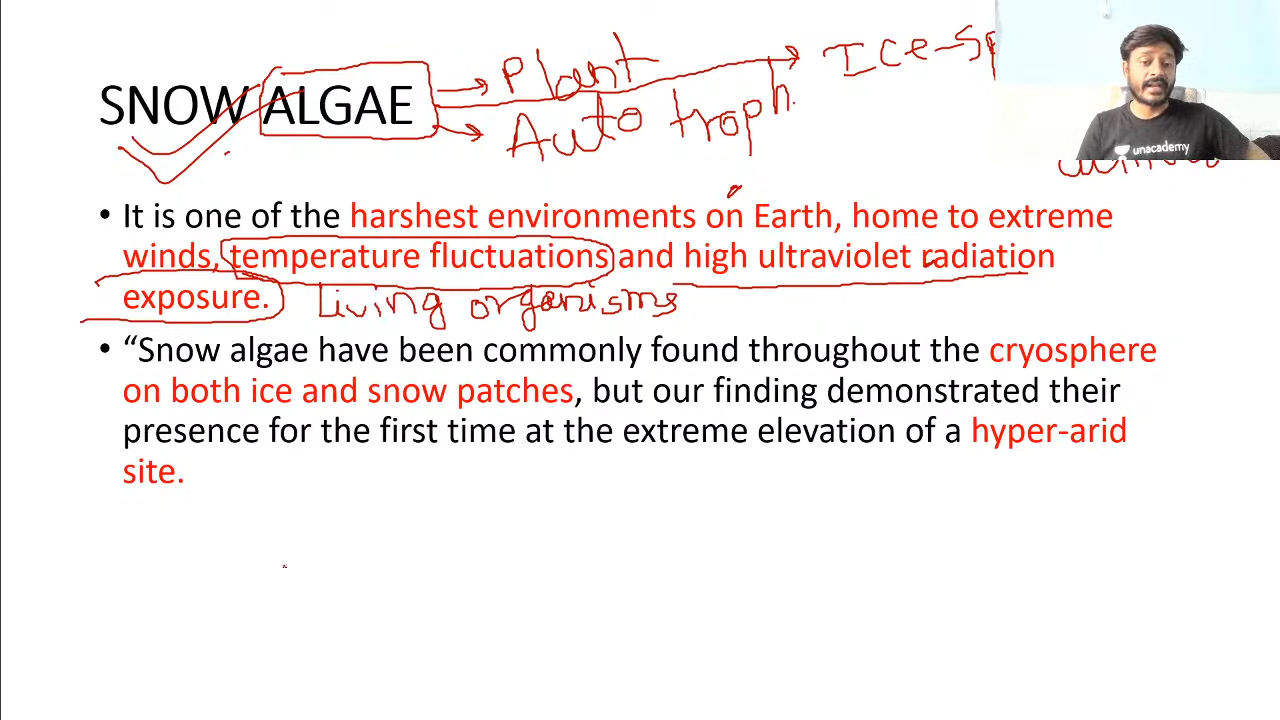 Plant
Ice-Sp
SNOW ALGAE
Autotroph.
unacademy
• It is one of the harshest environments on Earth, home to extreme
winds, temperature fluctuations and high ultraviolet radiation
exposure. Living organisms
• “Snow algae have been commonly found throughout the cryosphere
on both ice and snow patches, but our finding demonstrated their
presence for the first time at the extreme elevation of a hyper-arid
site.